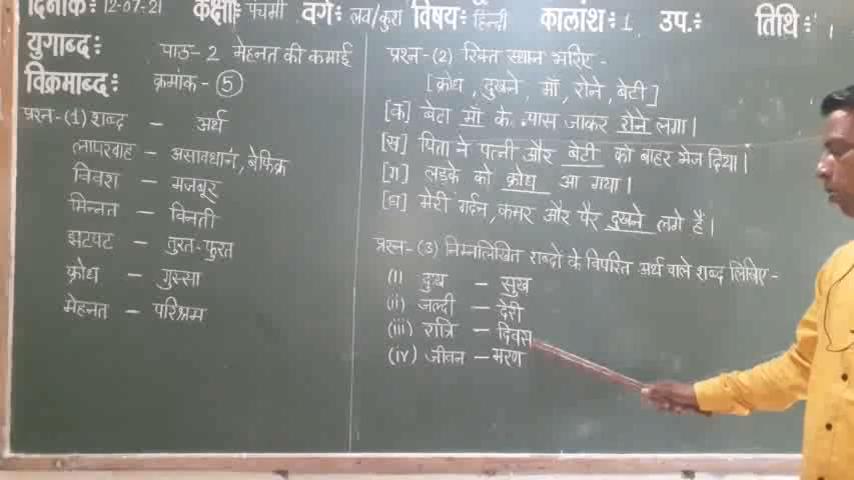 दिनांक: 12-07-21 कक्षा: पंचमी वर्ग: लव/कुश विषय: हिन्दी कालांश: 1 उप.: तिथि:
युगाब्द: पाठ-2 मेहनत की कमाई
विक्रमाब्द: क्रमांक-5
प्रश्न-(1) शब्द - अर्थ
लापरवाह - असावधान, बेफिक्र
विवश - मजबूर
मिन्नत - विनती
झटपट - तुरत-फुरत
क्रोध - गुस्सा
मेहनत - परिश्रम
प्रश्न-(2) रिक्त स्थान भरिए-
[क्रोध, दुखने, माँ, रोने, बेटी]
[क] बेटा माँ के पास जाकर रोने लगा।
[ख] पिता ने पत्नी और बेटी को बाहर भेज दिया।
[ग] लड़के को क्रोध आ गया।
[घ] मेरी गर्दन, कमर और पैर दुखने लगे हैं।
प्रश्न-(3) निम्नलिखित शब्दों के विपरित अर्थ वाले शब्द लिखिए-
(i) दुख - सुख
(ii) जल्दी - देरी
(iii) रात्रि - दिवस
(iv) जीवन - मरण